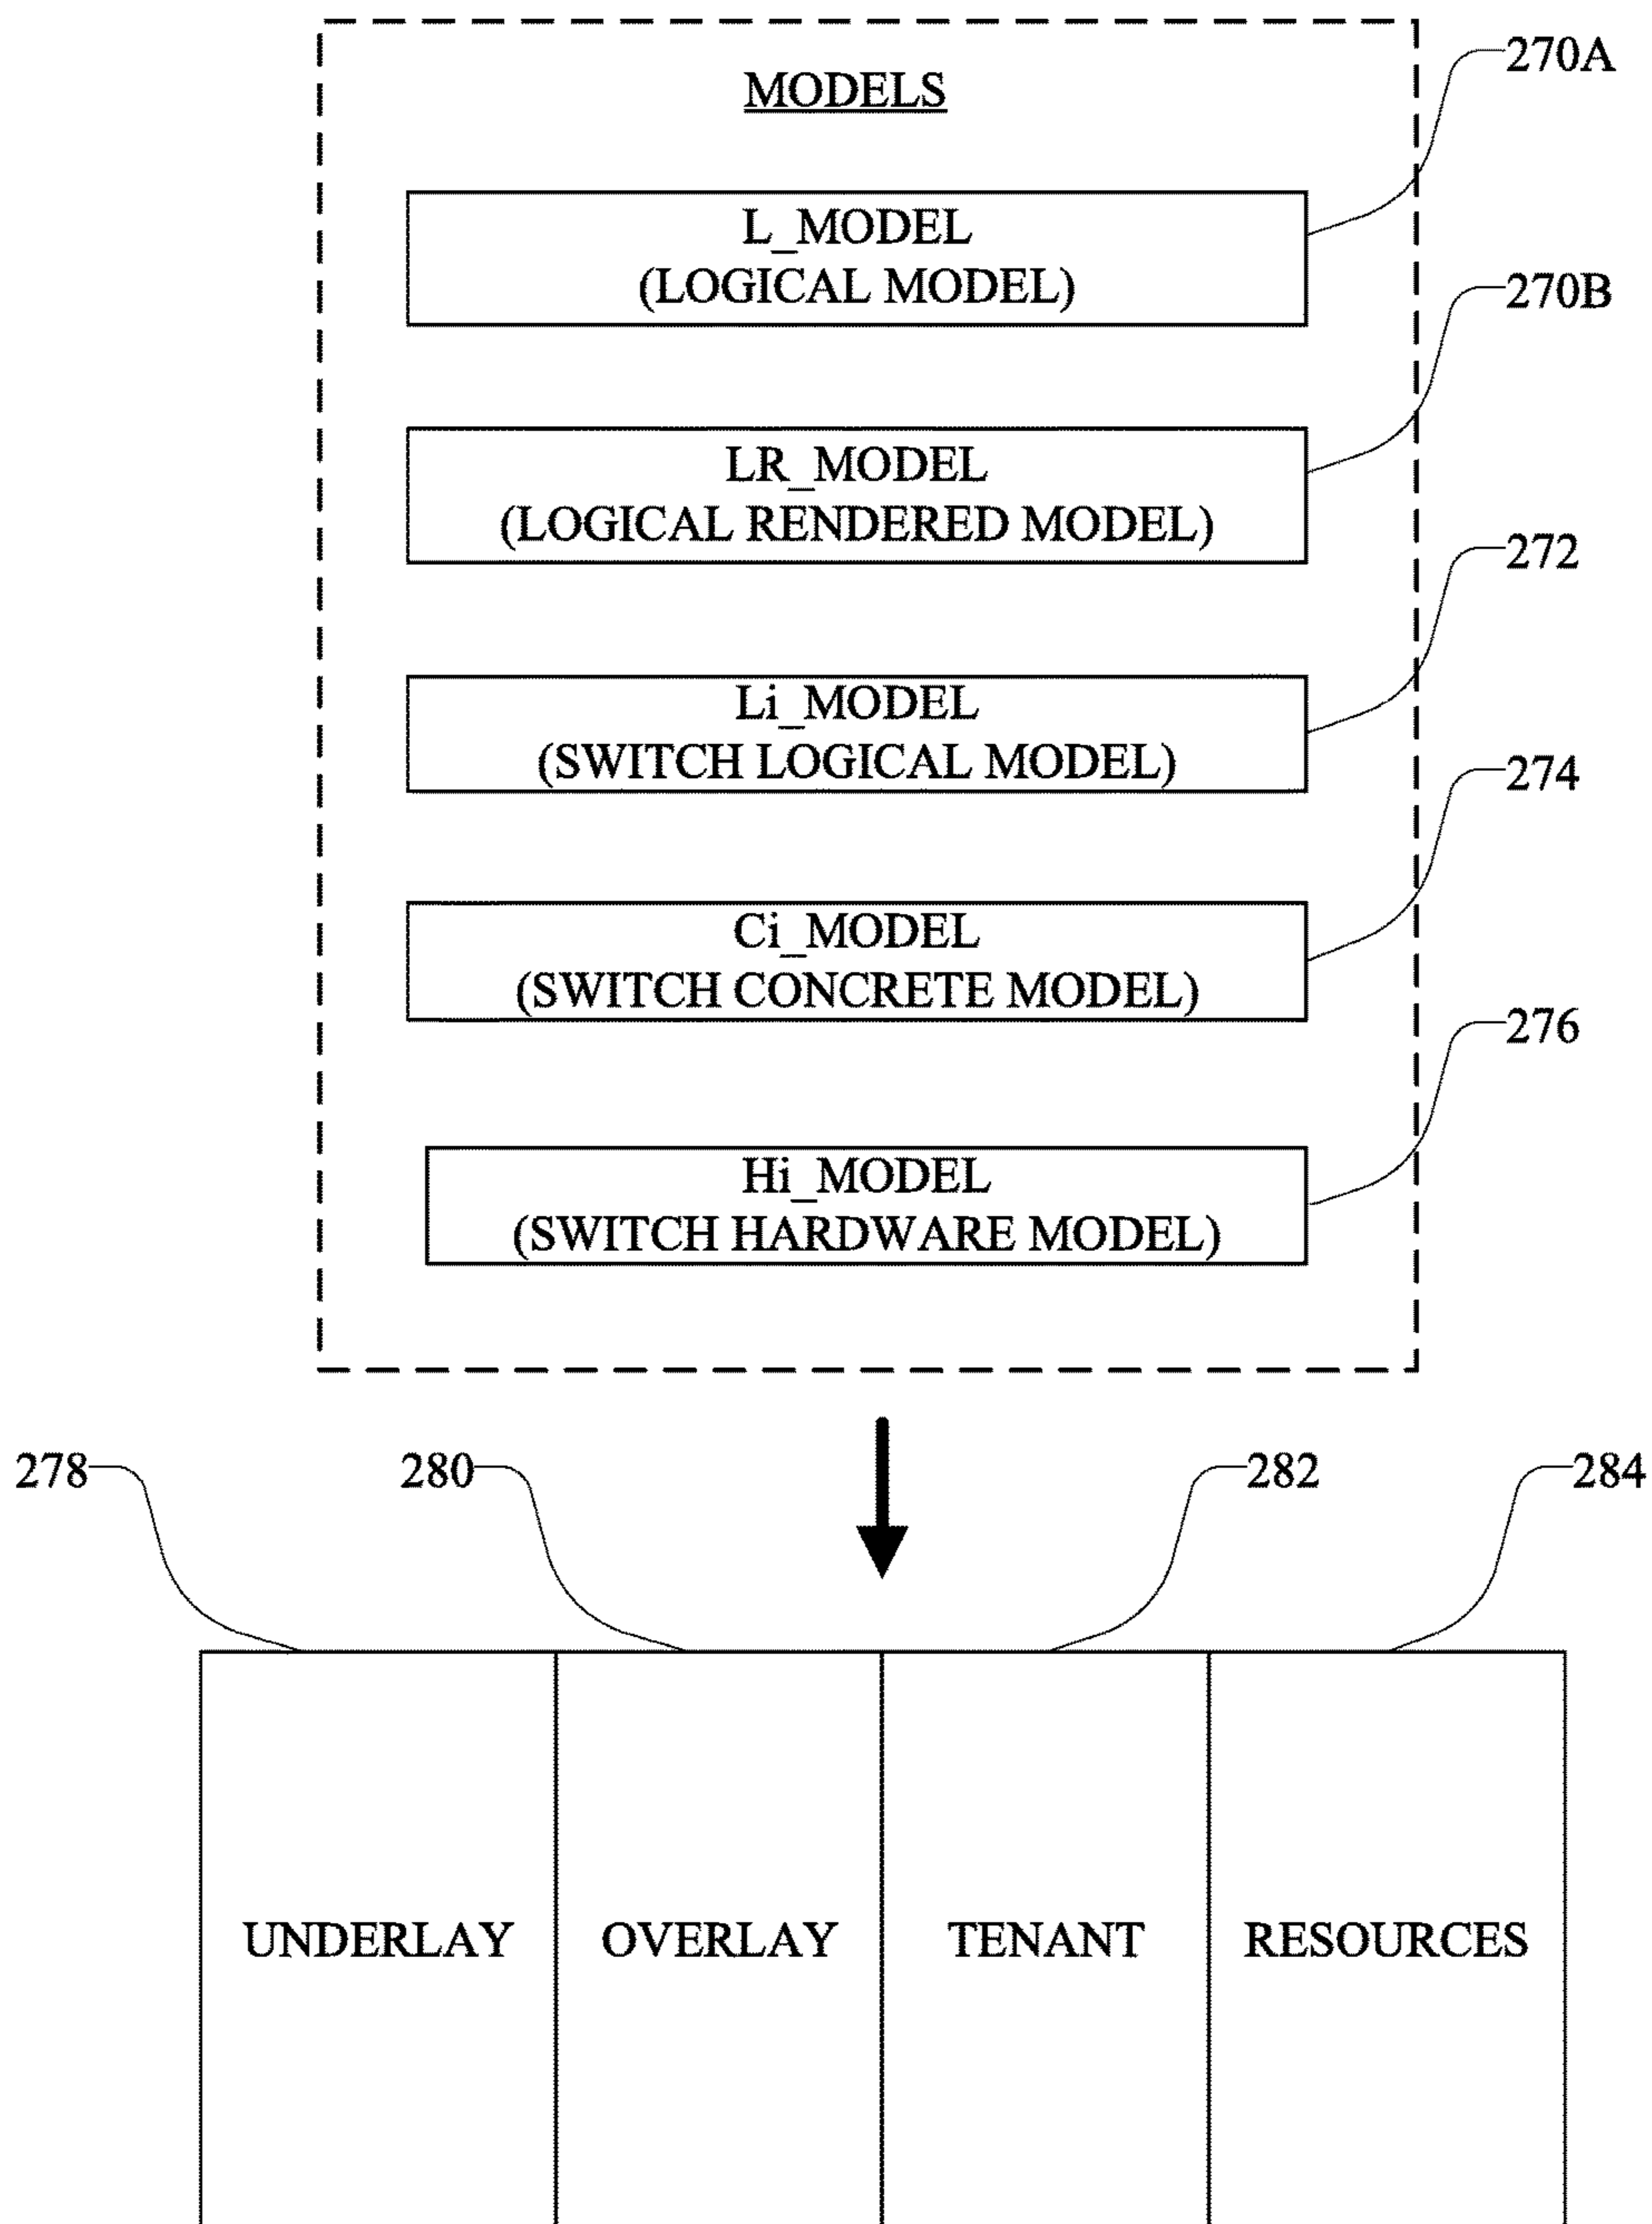 270A
MODELS
L_MODEL
(LOGICAL MODEL)
270B
LR_MODEL
(LOGICAL RENDERED MODEL)
272
Li_MODEL
(SWITCH LOGICAL MODEL)
274
Ci_MODEL
(SWITCH CONCRETE MODEL)
276
Hi_MODEL
(SWITCH HARDWARE MODEL)
278 280 282 284
UNDERLAY OVERLAY TENANT RESOURCES